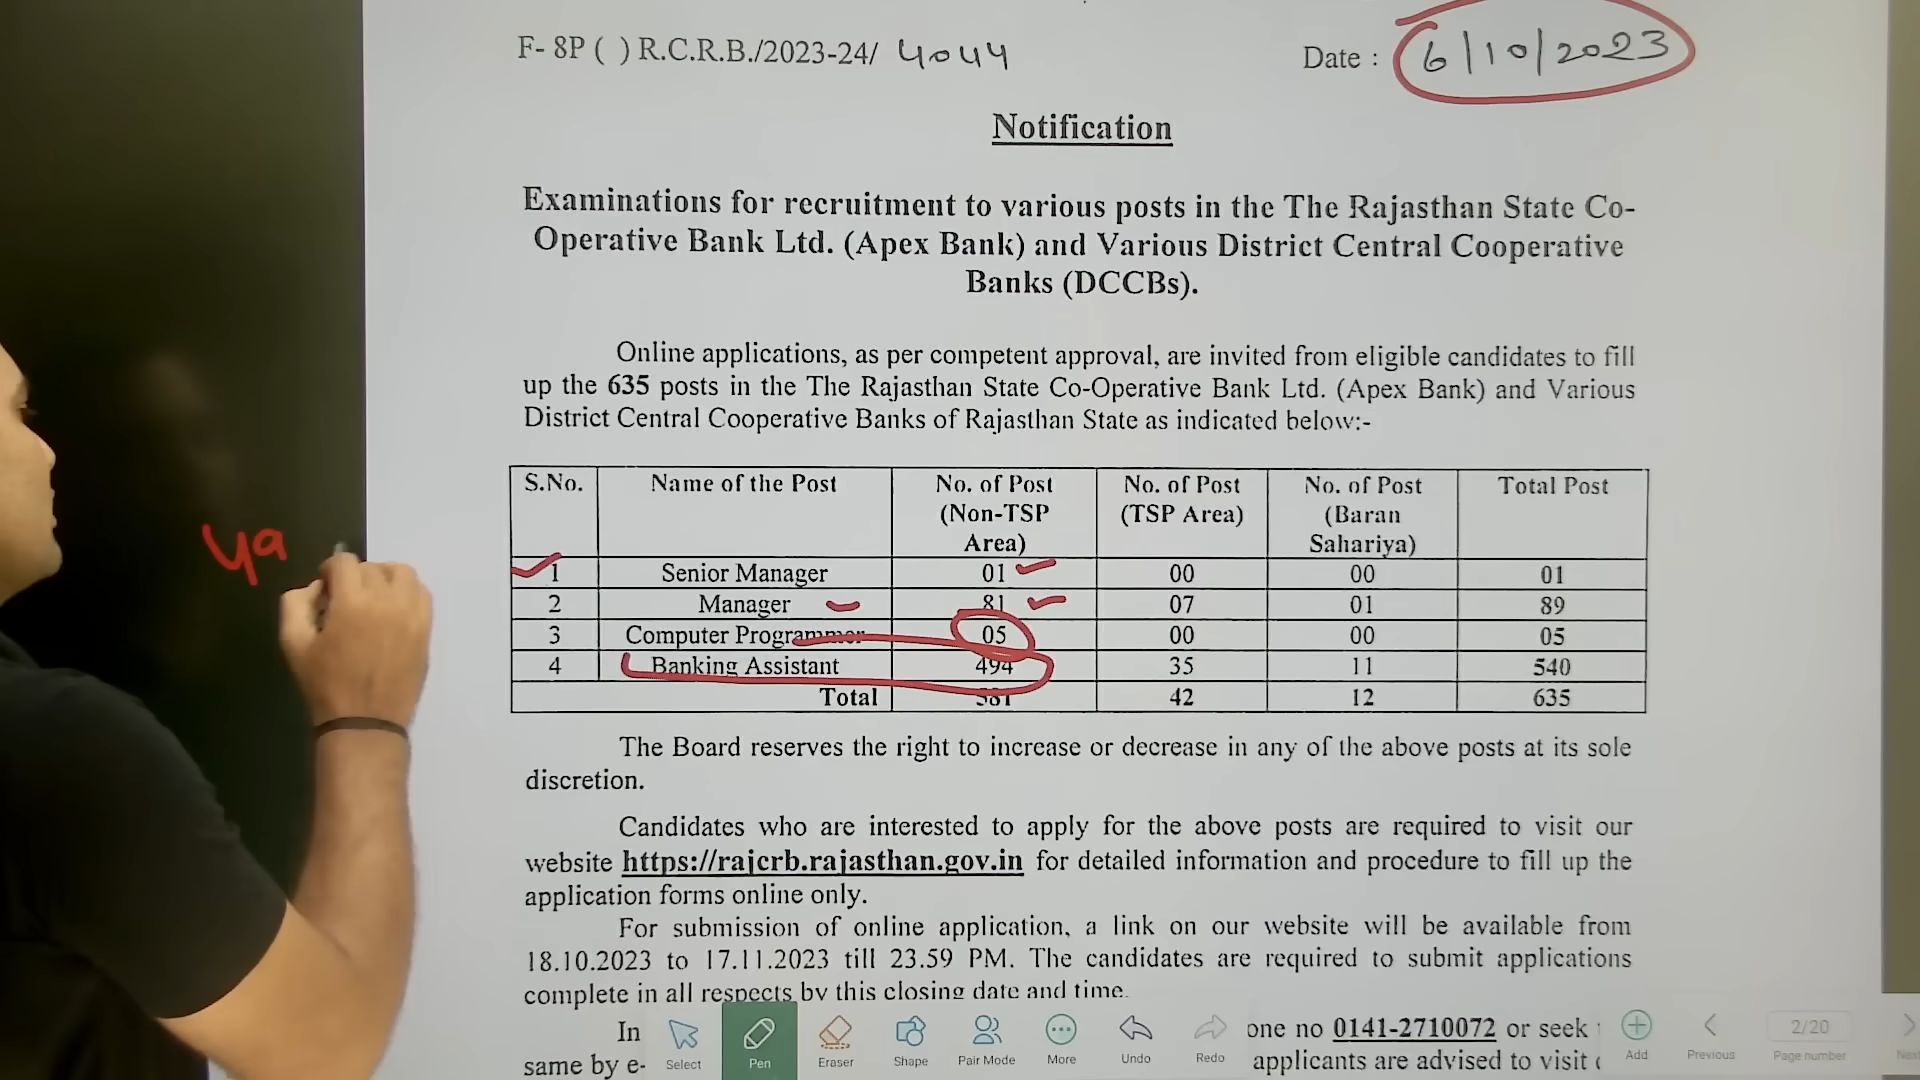 F- 8P ( ) R.C.R.B./2023-24/ 4044 Date : 6/10/2023
Notification
Examinations for recruitment to various posts in the The Rajasthan State Co-
Operative Bank Ltd. (Apex Bank) and Various District Central Cooperative
Banks (DCCBs).
Online applications, as per competent approval, are invited from eligible candidates to fill
up the 635 posts in the The Rajasthan State Co-Operative Bank Ltd. (Apex Bank) and Various
District Central Cooperative Banks of Rajasthan State as indicated below:-
S.No. Name of the Post No. of Post (Non-TSP Area) No. of Post (TSP Area) No. of Post (Baran Sahariya) Total Post
1 Senior Manager 01 00 00 01
2 Manager 81 07 01 89
3 Computer Programmer 05 00 00 05
4 Banking Assistant 494 35 11 540
Total 581 42 12 635
49
The Board reserves the right to increase or decrease in any of the above posts at its sole
discretion.
Candidates who are interested to apply for the above posts are required to visit our
website https://rajcrb.rajasthan.gov.in for detailed information and procedure to fill up the
application forms online only.
For submission of online application, a link on our website will be available from
18.10.2023 to 17.11.2023 till 23.59 PM. The candidates are required to submit applications
complete in all respects by this closing date and time.
In one no 0141-2710072 or seek
same by e- applicants are advised to visit
Select Pen Eraser Shape Pair Mode More Undo Redo Add Previous 2/20 Page number